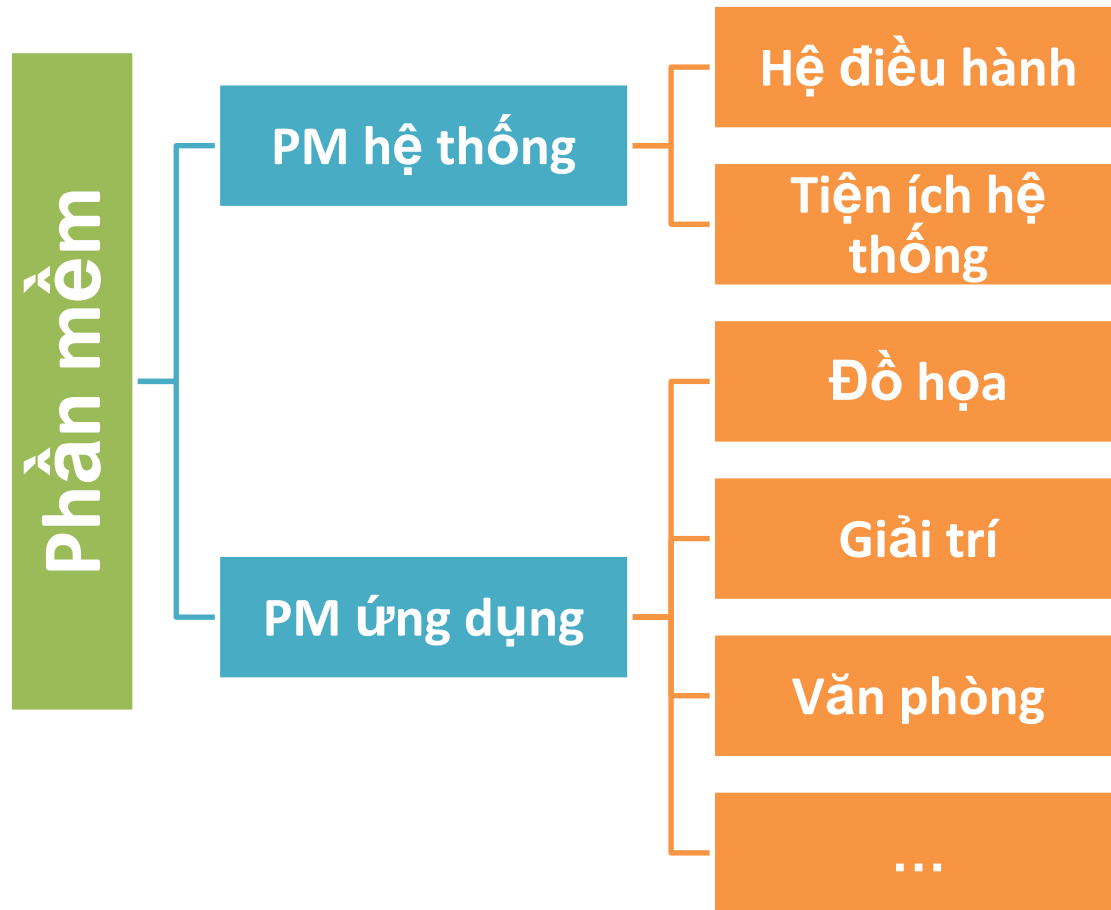 Phần mềm
PM hệ thống
Hệ điều hành
Tiện ích hệ
thống
PM ứng dụng
Đồ họa
Giải trí
Văn phòng
...